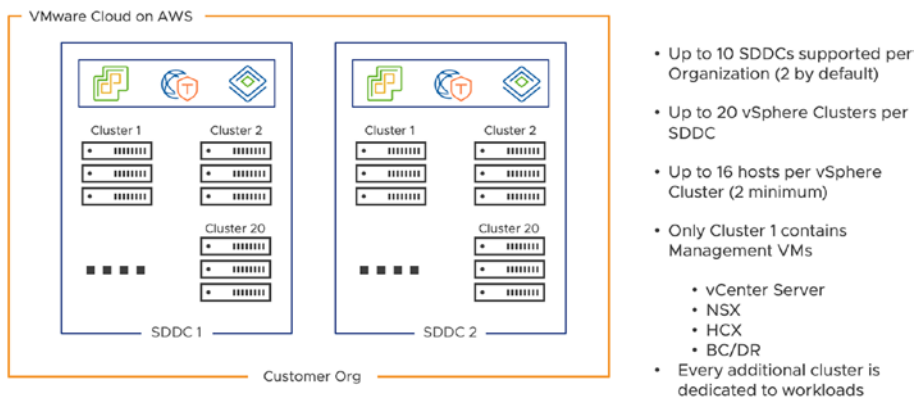 VMware Cloud on AWS
T
T
Cluster 1
Cluster 2
Cluster 1
Cluster 2
Cluster 20
Cluster 20
SDDC 1
SDDC 2
Customer Org
• Up to 10 SDDCs supported per
Organization (2 by default)
• Up to 20 vSphere Clusters per
SDDC
• Up to 16 hosts per vSphere
Cluster (2 minimum)
• Only Cluster 1 contains
Management VMs
• vCenter Server
• NSX
• HCX
• BC/DR
• Every additional cluster is
dedicated to workloads